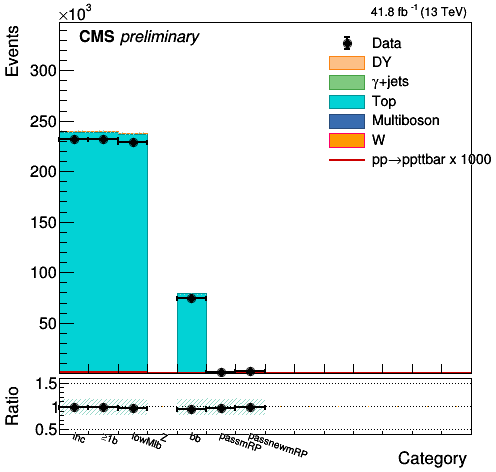 ×10³
41.8 fb⁻¹ (13 TeV)
CMS preliminary
Events
Data
DY
γ+jets
Top
Multiboson
W
pp→ppttbar x 1000
300
250
200
150
100
50
Ratio
1.5
1
0.5
inc
≥1b
lowMlb
Z
bb
passmRP
passnewmRP
Category